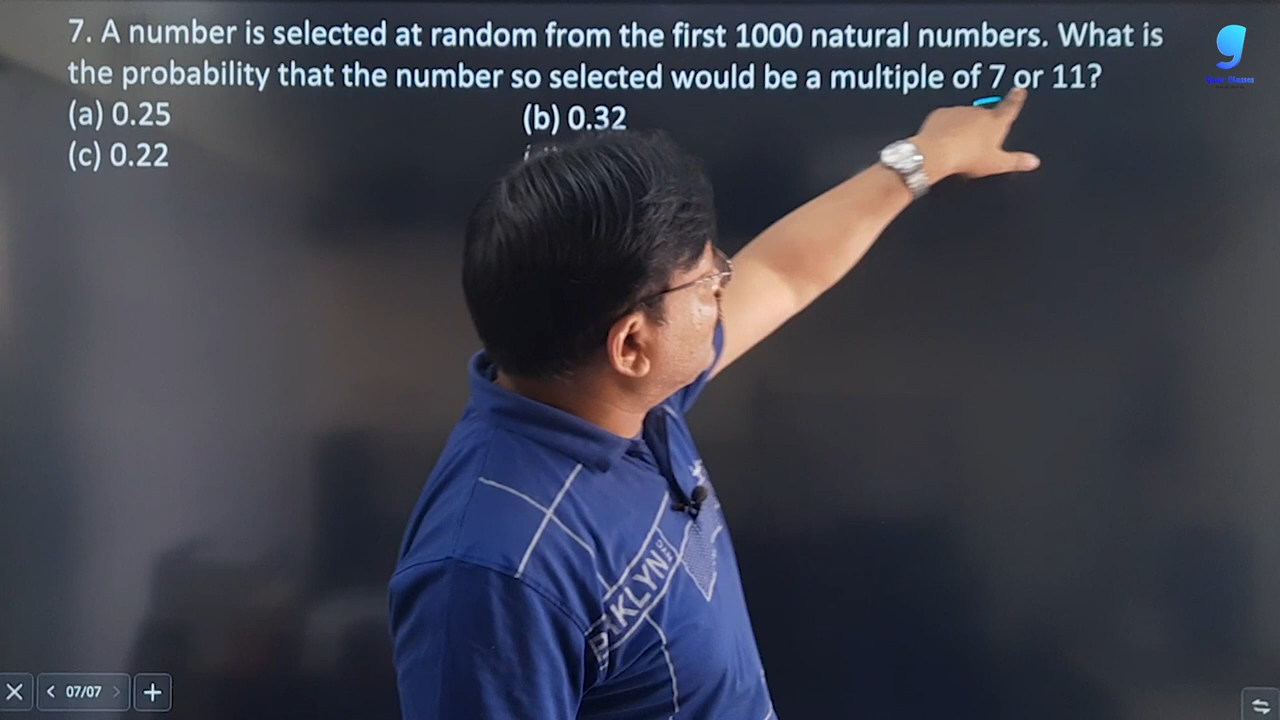 7. A number is selected at random from the first 1000 natural numbers. What is
the probability that the number so selected would be a multiple of 7 or 11?
(a) 0.25 (b) 0.32
(c) 0.22
KLYN
07/07